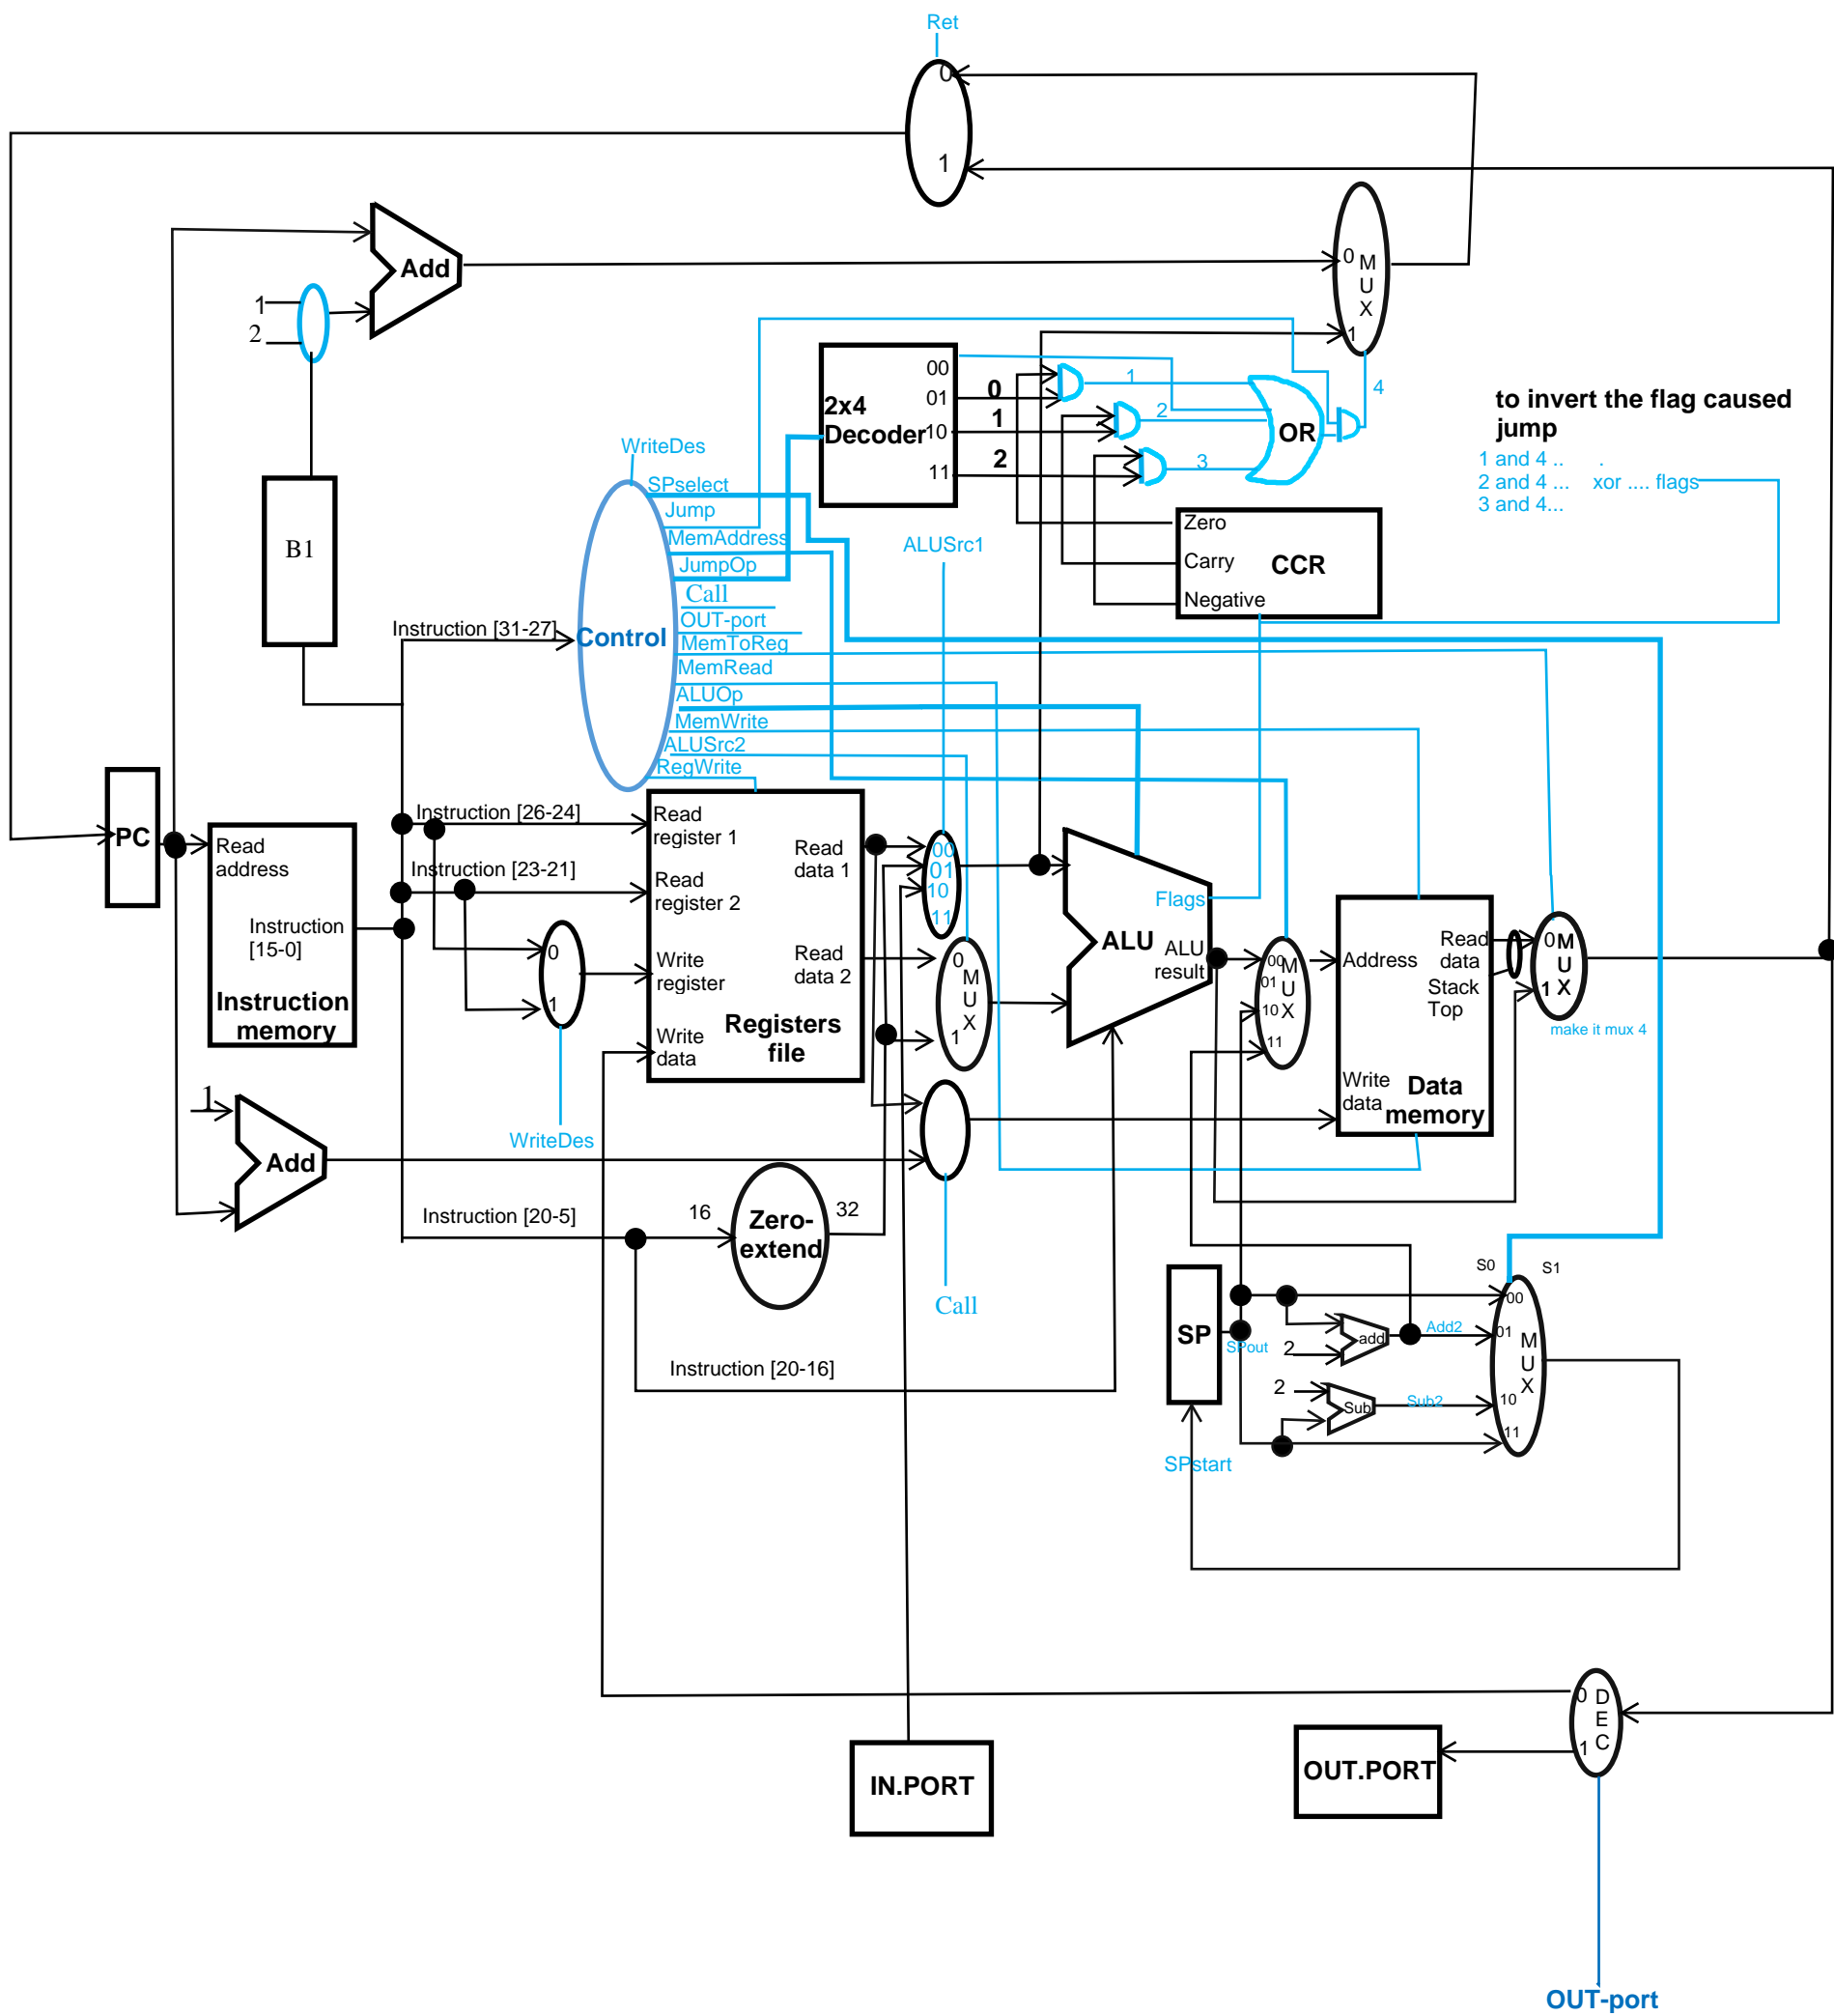 Ret
0
1
Add
1
2
0 M
U
X
1
4
2x4
Decoder
00
01
10
11
0
1
2
1
2
3
OR
to invert the flag caused
jump
1 and 4 .. .
2 and 4 ... xor .... flags
3 and 4...
B1
WriteDes
SPselect
Jump
MemAddress
JumpOp
Call
OUT-port
MemToReg
MemRead
ALUOp
MemWrite
ALUSrc2
RegWrite
Control
ALUSrc1
Zero
Carry
Negative
CCR
Instruction [31-27]
PC
Read
address
Instruction
[15-0]
Instruction
memory
Instruction [26-24]
Instruction [23-21]
0
1
WriteDes
Read
register 1
Read
register 2
Write
register
Write
data
Read
data 1
Read
data 2
Registers
file
00
01
10
11
0
M
U
X
1
ALU
Flags
ALU
result
00
M
01
U
10 X
11
Address
Read
data
Stack
Top
Write
data
Data
memory
0 M
U
1 X
make it mux 4
1
Add
Instruction [20-5]
16
Zero-
extend
32
Call
Instruction [20-16]
SP
SPout
SPstart
2
add
Add2
2
Sub
Sub2
S0
S1
00
01
M
U
X
10
11
IN.PORT
OUT.PORT
0 D
E
1 C
OUT-port